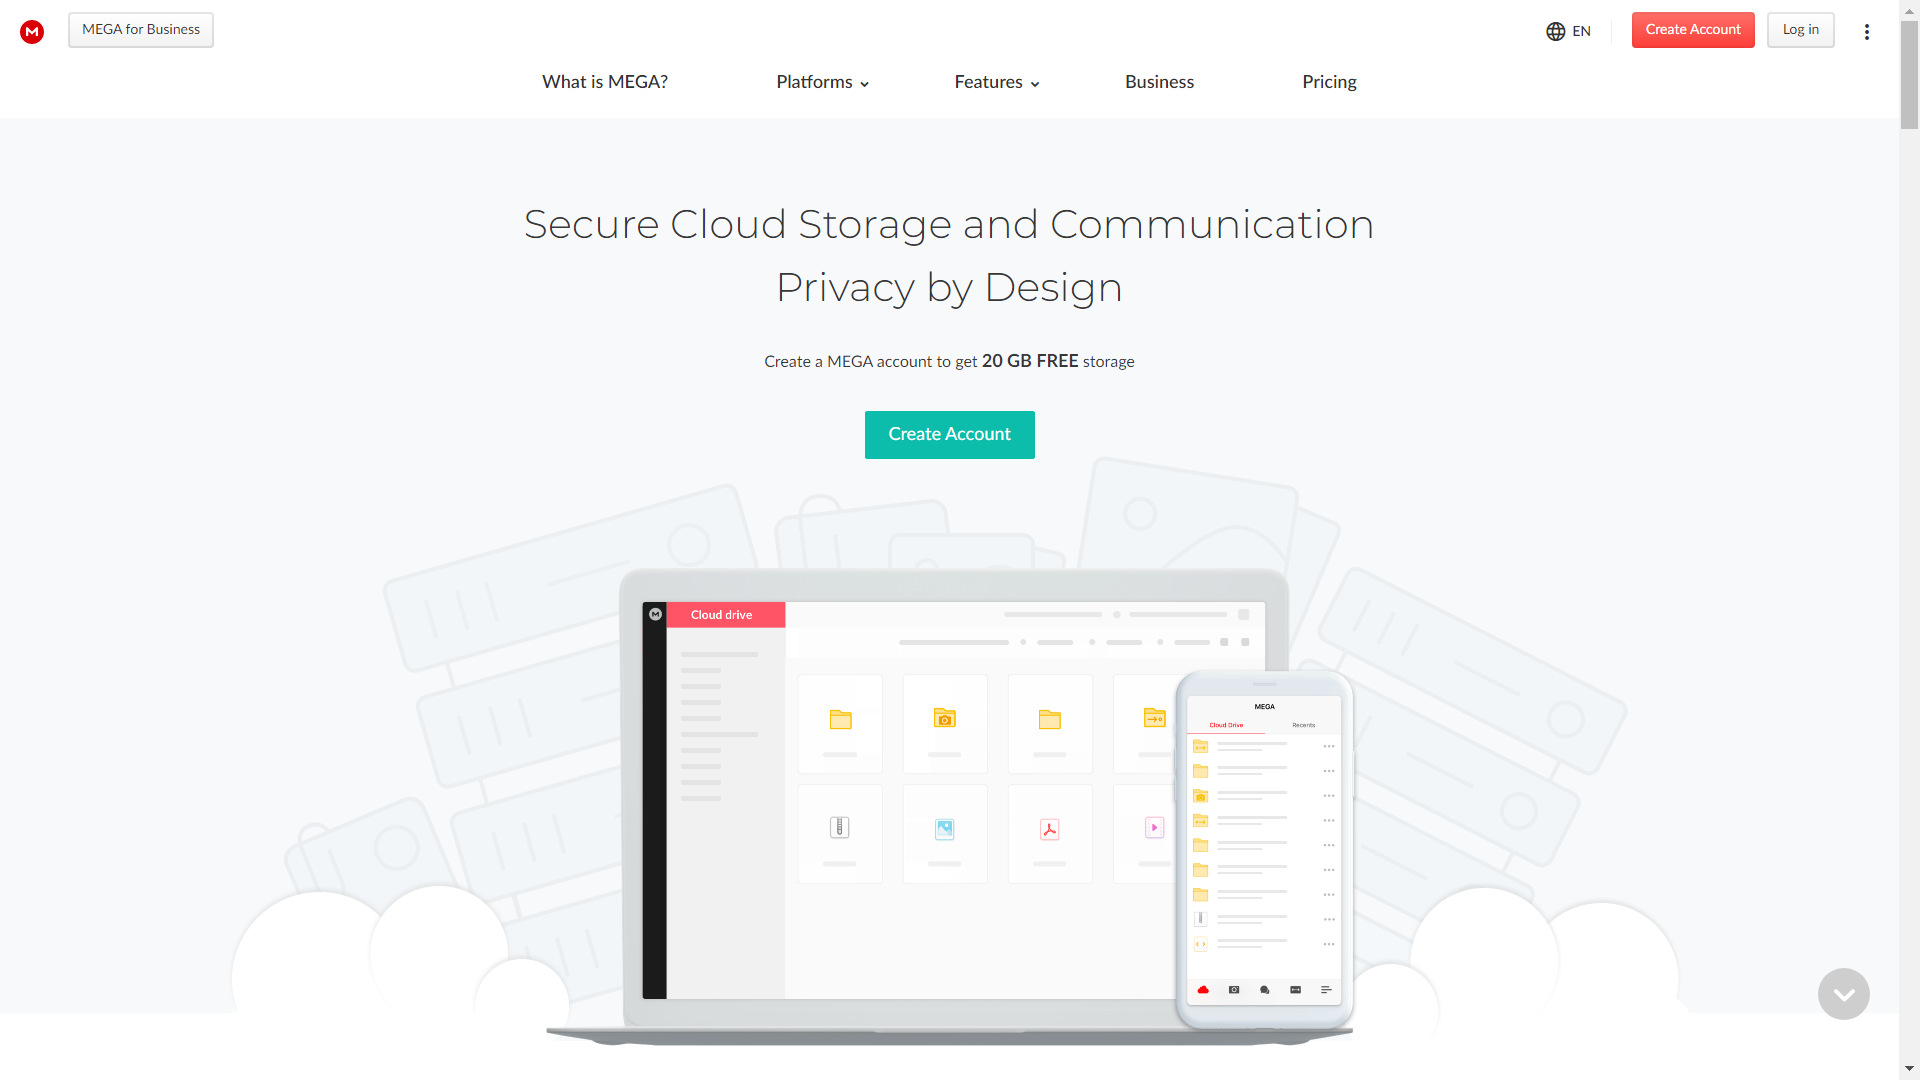 MEGA for Business
EN
Create Account
Log in
What is MEGA?
Platforms
Features
Business
Pricing
Secure Cloud Storage and Communication
Privacy by Design
Create a MEGA account to get 20 GB FREE storage
Create Account
Cloud drive
MEGA
Cloud Drive
Recents